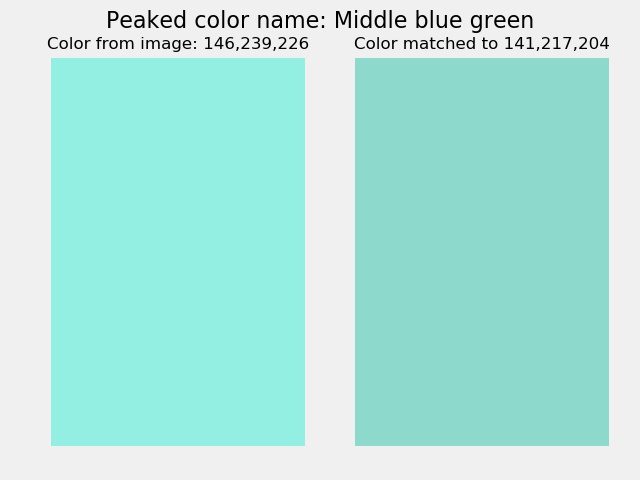 Peaked color name: Middle blue green
Color from image: 146,239,226
Color matched to 141,217,204